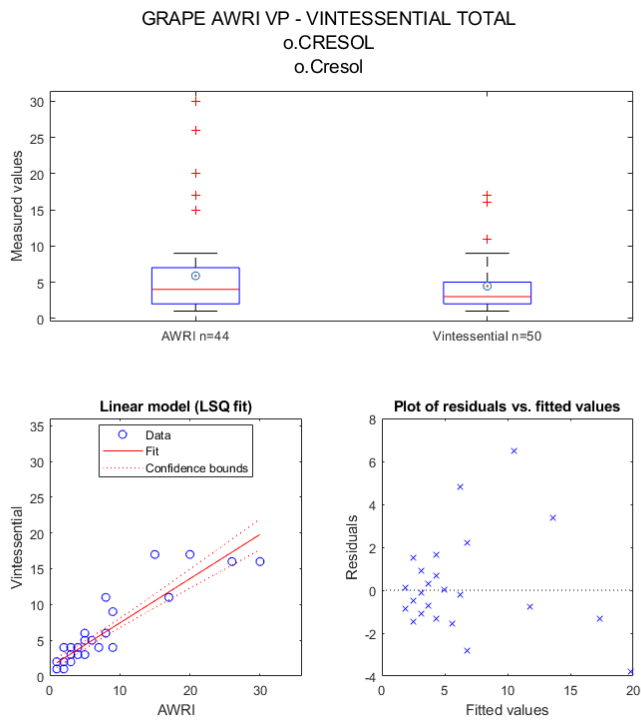 GRAPE AWRI VP - VINTESSENTIAL TOTAL
o.CRESOL
o.Cresol
Measured values
30
25
20
15
10
5
0
AWRI n=44
Vintessential n=50
Linear model (LSQ fit)
Data
Fit
Confidence bounds
Vintessential
35
30
25
20
15
10
5
0
0
10
20
30
AWRI
Plot of residuals vs. fitted values
Residuals
8
6
4
2
0
-2
-4
0
5
10
15
20
Fitted values